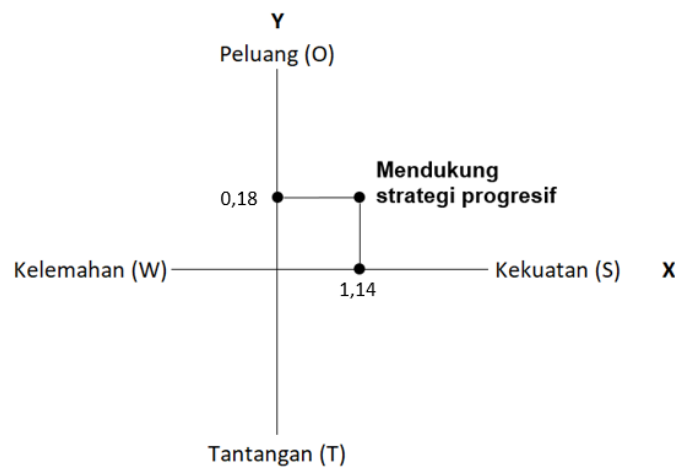 Y
Peluang (O)
Mendukung
strategi progresif
0,18
Kelemahan (W)
Kekuatan (S)
X
1,14
Tantangan (T)